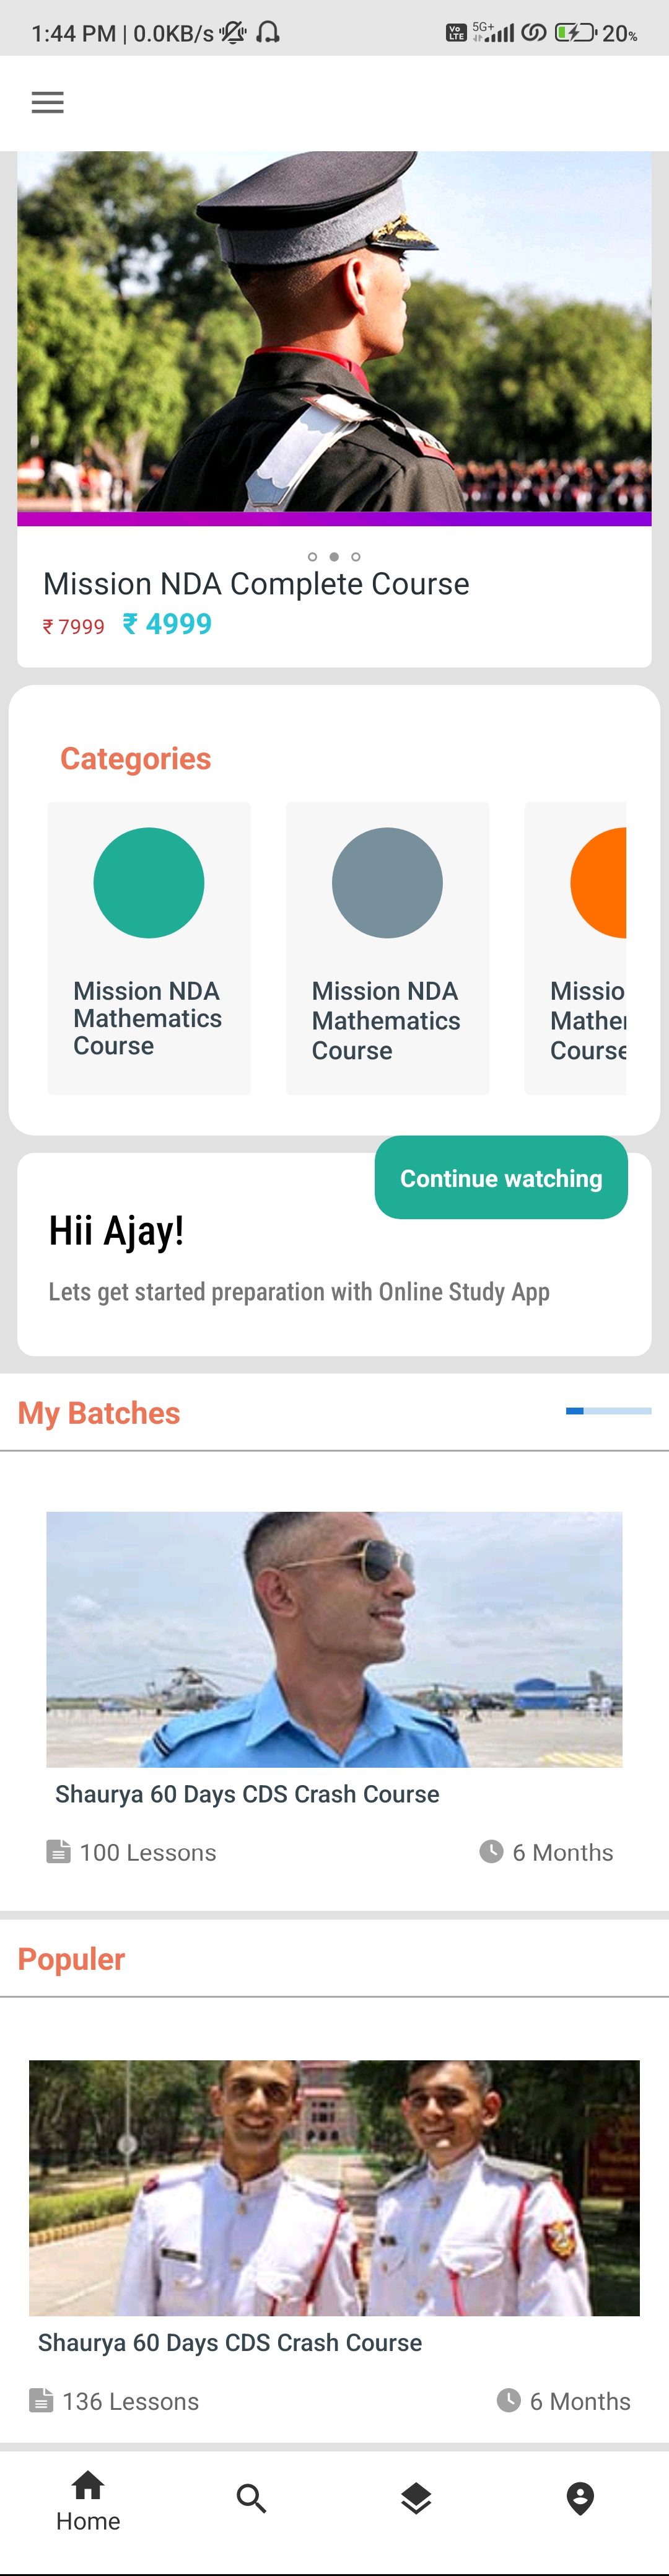 1:44 PM | 0.0KB/s
Vo LTE 5G+ 20%
Mission NDA Complete Course
₹ 7999 ₹ 4999
Categories
Mission NDA
Mathematics
Course
Mission NDA
Mathematics
Course
Missio
Mather
Course
Continue watching
Hii Ajay!
Lets get started preparation with Online Study App
My Batches
Shaurya 60 Days CDS Crash Course
100 Lessons 6 Months
Populer
Shaurya 60 Days CDS Crash Course
136 Lessons 6 Months
Home